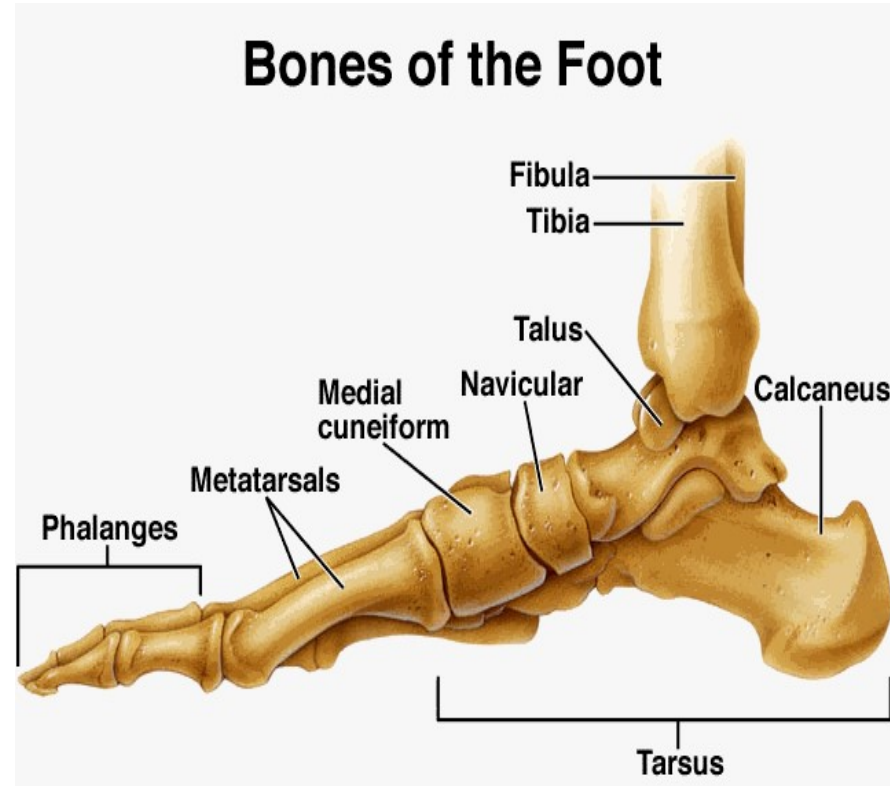 Bones of the Foot
Fibula
Tibia
Talus
Navicular
Calcaneus
Medial
cuneiform
Metatarsals
Phalanges
Tarsus